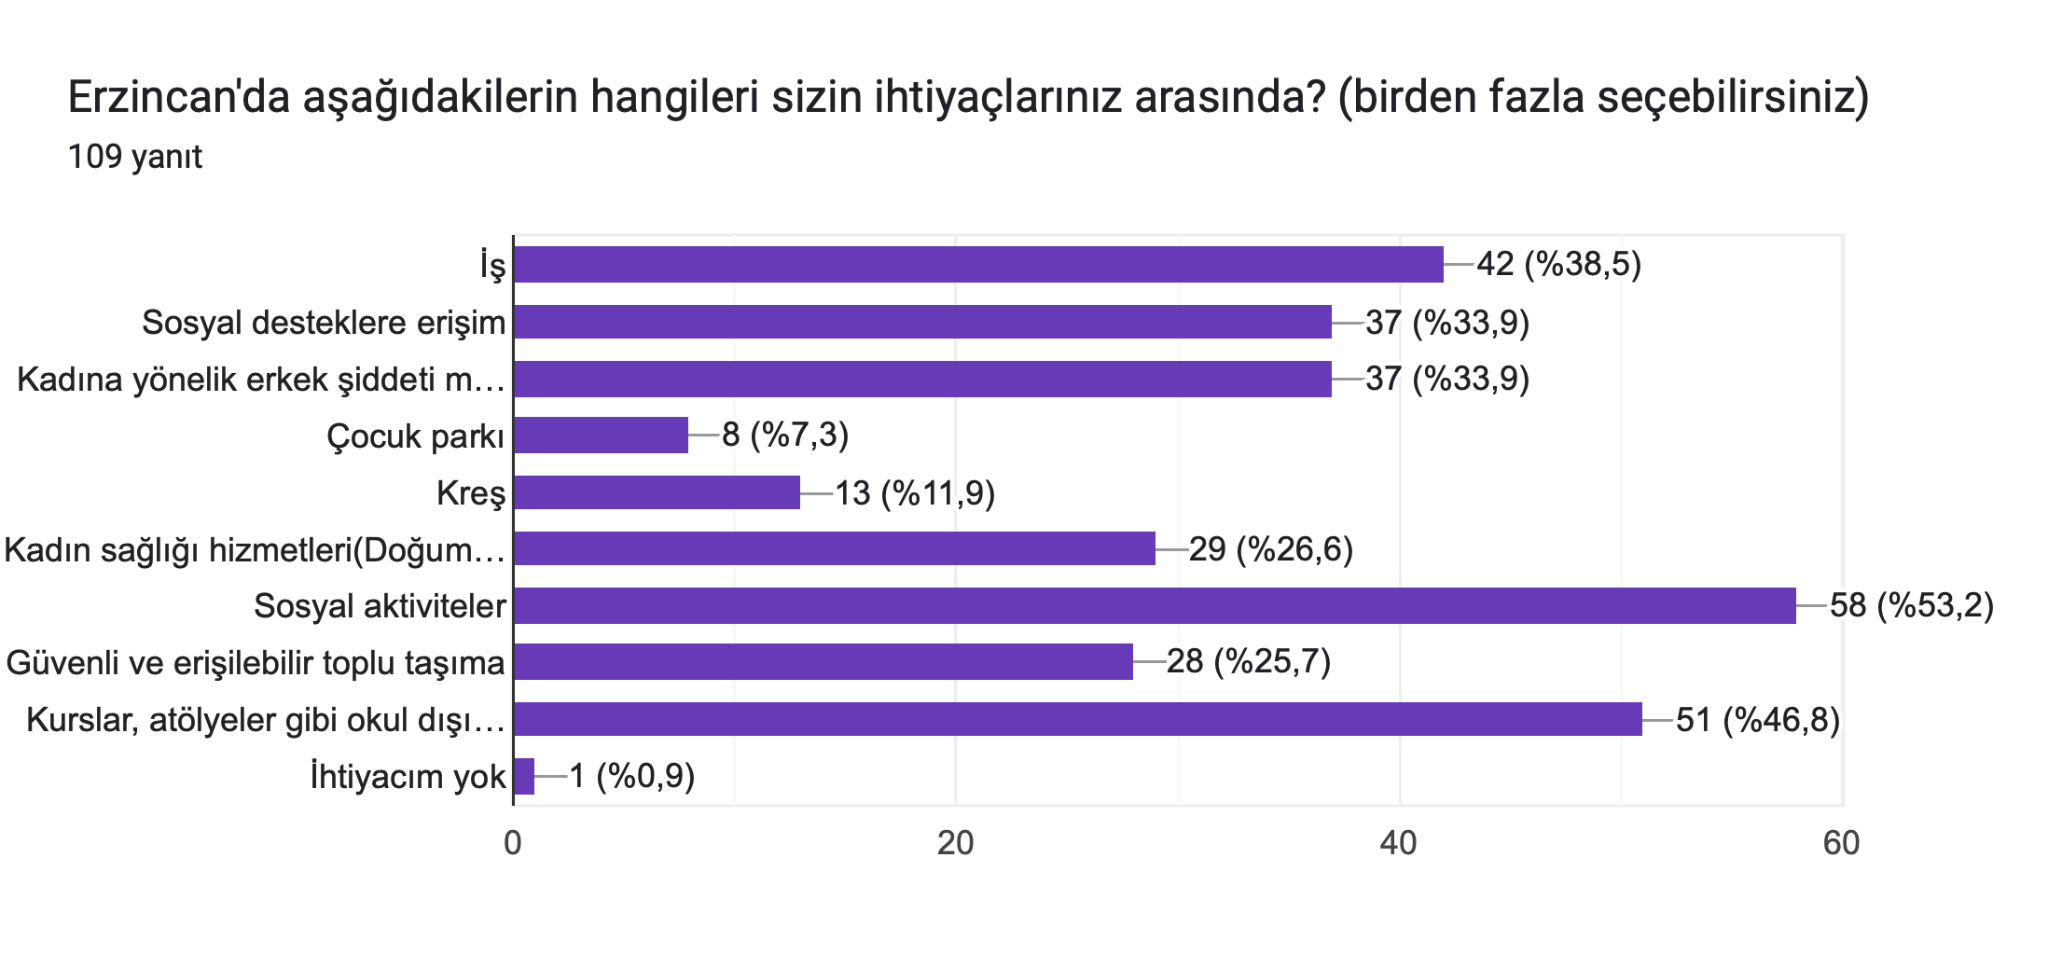 Erzincan'da aşağıdakilerin hangileri sizin ihtiyaçlarınız arasında? (birden fazla seçebilirsiniz)
109 yanıt
İş 42 (%38,5)
Sosyal desteklere erişim 37 (%33,9)
Kadına yönelik erkek şiddeti m… 37 (%33,9)
Çocuk parkı 8 (%7,3)
Kreş 13 (%11,9)
Kadın sağlığı hizmetleri(Doğum… 29 (%26,6)
Sosyal aktiviteler 58 (%53,2)
Güvenli ve erişilebilir toplu taşıma 28 (%25,7)
Kurslar, atölyeler gibi okul dışı… 51 (%46,8)
İhtiyacım yok 1 (%0,9)
0 20 40 60